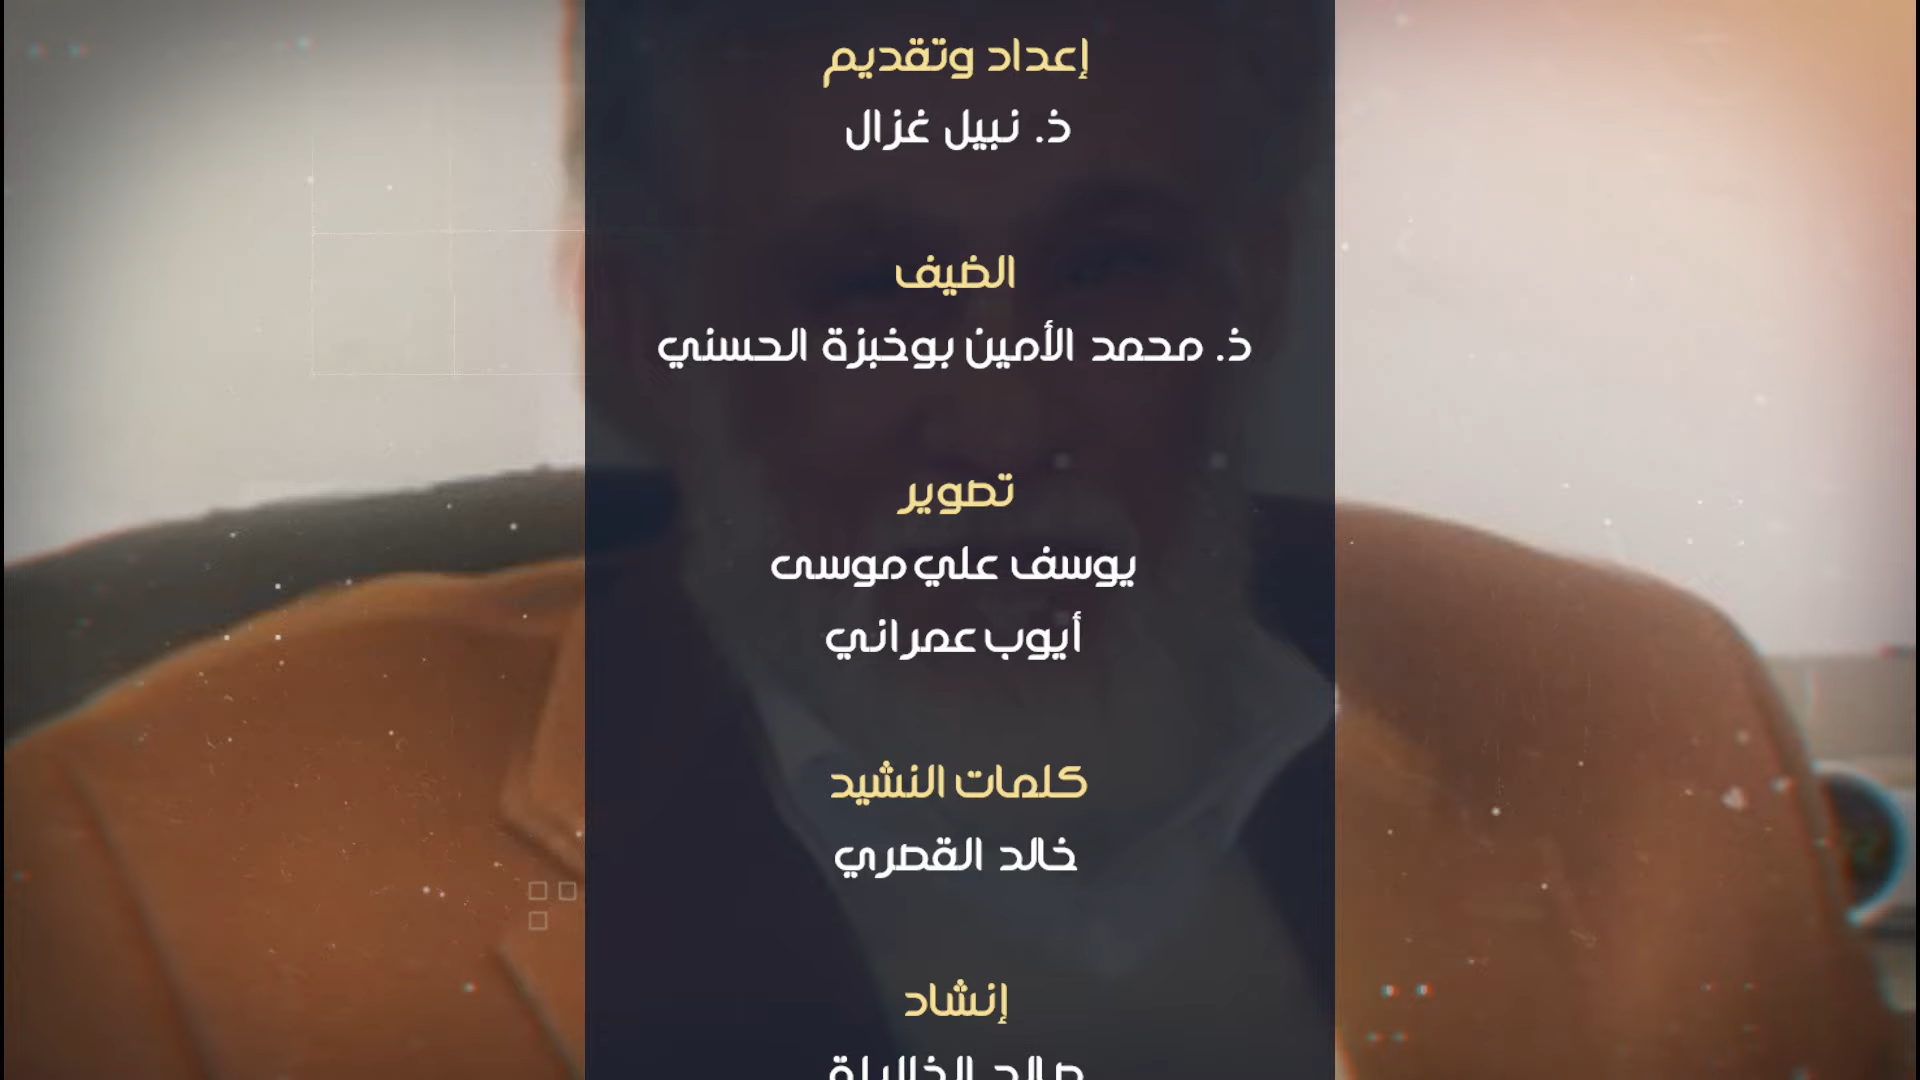 إعداد وتقديم
ذ. نبيل غزال
الضيف
ذ. محمد الأمين بوخبزة الحسني
تصوير
يوسف علي موسى
أيوب عمراني
كلمات النشيد
خالد القصري
إنشاد
صالح